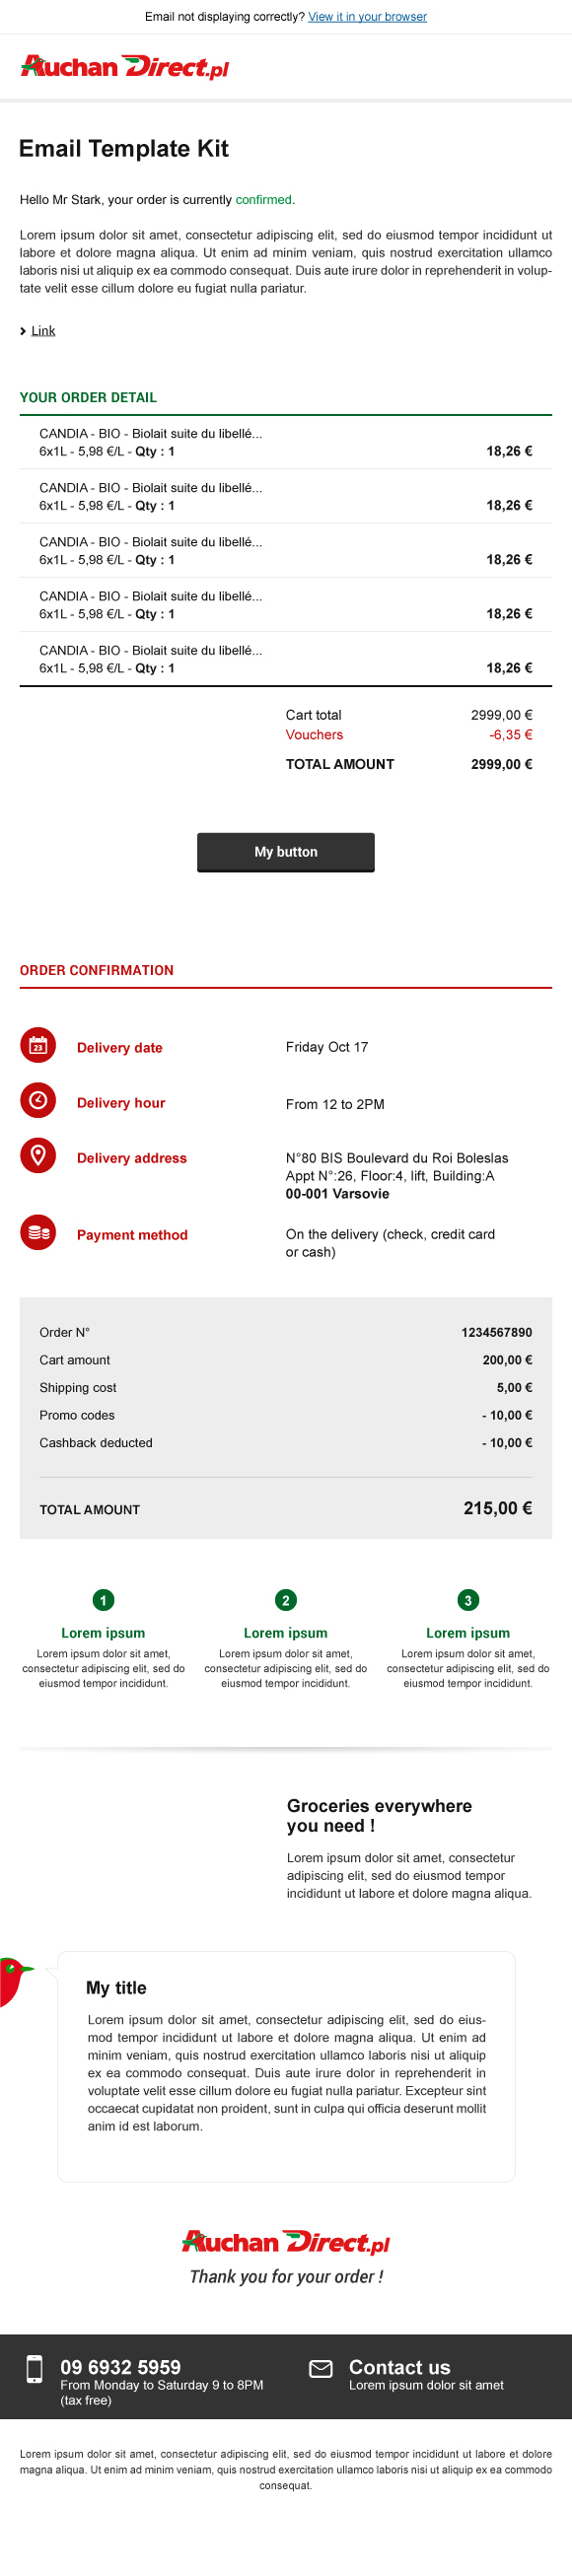 Email not displaying correctly? View it in your browser
Auchan Direct.pl
Email Template Kit
Hello Mr Stark, your order is currently confirmed.
Lorem ipsum dolor sit amet, consectetur adipiscing elit, sed do eiusmod tempor incididunt ut
labore et dolore magna aliqua. Ut enim ad minim veniam, quis nostrud exercitation ullamco
laboris nisi ut aliquip ex ea commodo consequat. Duis aute irure dolor in reprehenderit in volup-
tate velit esse cillum dolore eu fugiat nulla pariatur.
Link
YOUR ORDER DETAIL
CANDIA - BIO - Biolait suite du libellé...
6x1L - 5,98 €/L - Qty : 1 18,26 €
CANDIA - BIO - Biolait suite du libellé...
6x1L - 5,98 €/L - Qty : 1 18,26 €
CANDIA - BIO - Biolait suite du libellé...
6x1L - 5,98 €/L - Qty : 1 18,26 €
CANDIA - BIO - Biolait suite du libellé...
6x1L - 5,98 €/L - Qty : 1 18,26 €
CANDIA - BIO - Biolait suite du libellé...
6x1L - 5,98 €/L - Qty : 1 18,26 €
Cart total 2999,00 €
Vouchers -6,35 €
TOTAL AMOUNT 2999,00 €
My button
ORDER CONFIRMATION
23
Delivery date Friday Oct 17
Delivery hour From 12 to 2PM
Delivery address N°80 BIS Boulevard du Roi Boleslas
Appt N°:26, Floor:4, lift, Building:A
00-001 Varsovie
Payment method On the delivery (check, credit card
or cash)
Order N° 1234567890
Cart amount 200,00 €
Shipping cost 5,00 €
Promo codes - 10,00 €
Cashback deducted - 10,00 €
TOTAL AMOUNT 215,00 €
1
Lorem ipsum
Lorem ipsum dolor sit amet,
consectetur adipiscing elit, sed do
eiusmod tempor incididunt.
2
Lorem ipsum
Lorem ipsum dolor sit amet,
consectetur adipiscing elit, sed do
eiusmod tempor incididunt.
3
Lorem ipsum
Lorem ipsum dolor sit amet,
consectetur adipiscing elit, sed do
eiusmod tempor incididunt.
Groceries everywhere
you need !
Lorem ipsum dolor sit amet, consectetur
adipiscing elit, sed do eiusmod tempor
incididunt ut labore et dolore magna aliqua.
My title
Lorem ipsum dolor sit amet, consectetur adipiscing elit, sed do eius-
mod tempor incididunt ut labore et dolore magna aliqua. Ut enim ad
minim veniam, quis nostrud exercitation ullamco laboris nisi ut aliquip
ex ea commodo consequat. Duis aute irure dolor in reprehenderit in
voluptate velit esse cillum dolore eu fugiat nulla pariatur. Excepteur sint
occaecat cupidatat non proident, sunt in culpa qui officia deserunt mollit
anim id est laborum.
Auchan Direct.pl
Thank you for your order !
09 6932 5959
From Monday to Saturday 9 to 8PM
(tax free)
Contact us
Lorem ipsum dolor sit amet
Lorem ipsum dolor sit amet, consectetur adipiscing elit, sed do eiusmod tempor incididunt ut labore et dolore
magna aliqua. Ut enim ad minim veniam, quis nostrud exercitation ullamco laboris nisi ut aliquip ex ea commodo
consequat.